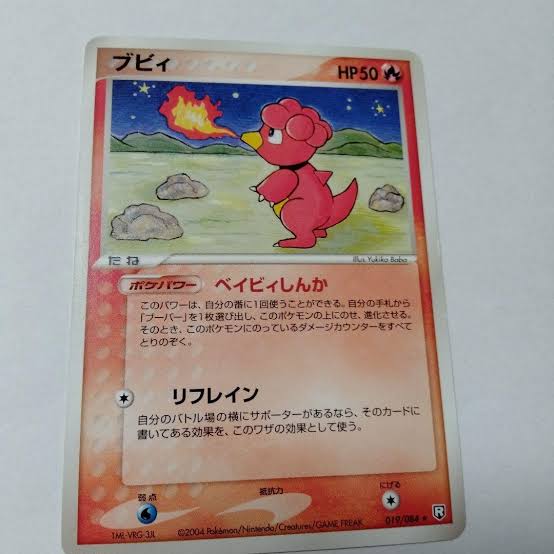 ブビィ
HP50
たね
Illus. Yukiko Baba
ポケパワー ベイビィしんか
このパワーは、自分の番に1回使うことができる。自分の手札から
「ブーバー」を1枚選び出し、このポケモンの上にのせ、進化させる。
そのとき、このポケモンにのっているダメージカウンターをすべて
とりのぞく。
リフレイン
自分のバトル場の横にサポーターがあるなら、そのカードに
書いてある効果を、このワザの効果として使う。
弱点
抵抗力
にげる
1ML-VRG-3JL
©2004 Pokémon/Nintendo/Creatures/GAME FREAK
R
019/084 ★